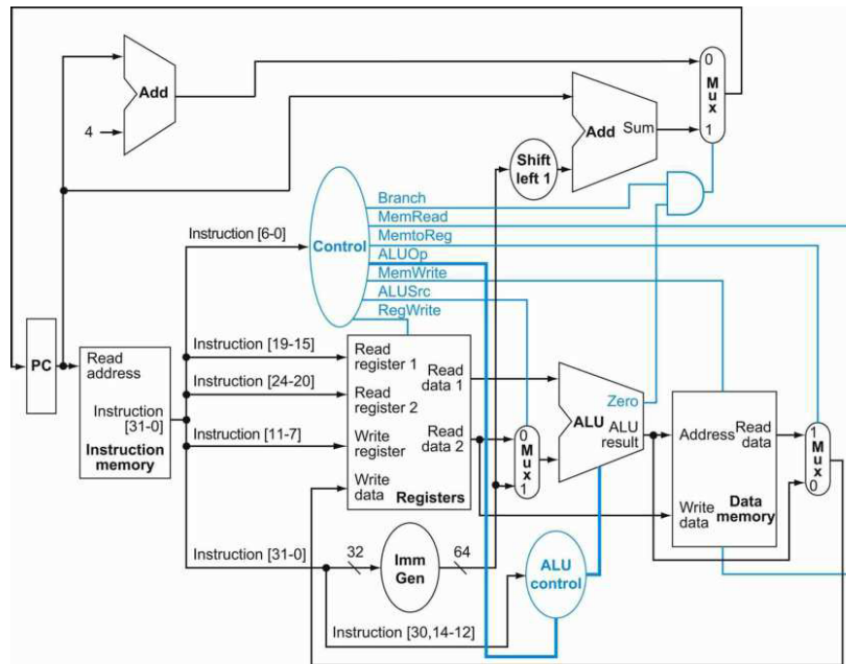 Add
4
0
Mux
1
Add Sum
Shift
left 1
Branch
MemRead
MemtoReg
ALUOp
MemWrite
ALUSrc
RegWrite
Control
Instruction [6-0]
Instruction [19-15]
Instruction [24-20]
Instruction [11-7]
Instruction [31-0]
PC
Read
address
Instruction
[31-0]
Instruction
memory
Read
register 1
Read
register 2
Write
register
Write
data
Read
data 1
Read
data 2
Registers
0
Mux
1
ALU
Zero
ALU
result
Address
Read
data
Write
data
Data
memory
1
Mux
0
32
Imm
Gen
64
ALU
control
Instruction [30,14-12]